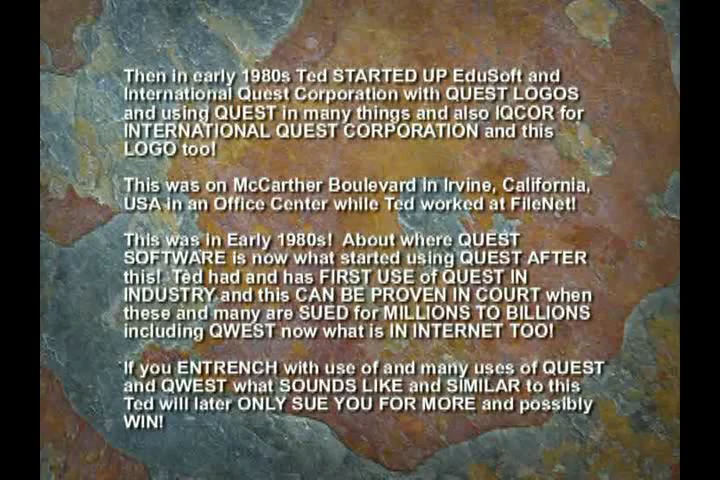 Then in early 1980s Ted STARTED UP EduSoft and
International Quest Corporation with QUEST LOGOS
and using QUEST in many things and also IQCOR for
INTERNATIONAL QUEST CORPORATION and this
LOGO too!
This was on McCarther Boulevard in Irvine, California,
USA in an Office Center while Ted worked at FileNet!
This was in Early 1980s! About where QUEST
SOFTWARE is now what started using QUEST AFTER
this! Ted had and has FIRST USE of QUEST IN
INDUSTRY and this CAN BE PROVEN IN COURT when
these and many are SUED for MILLIONS TO BILLIONS
including QWEST now what is IN INTERNET TOO!
If you ENTRENCH with use of and many uses of QUEST
and QWEST what SOUNDS LIKE and SIMILAR to this
Ted will later ONLY SUE YOU FOR MORE and possibly
WIN!